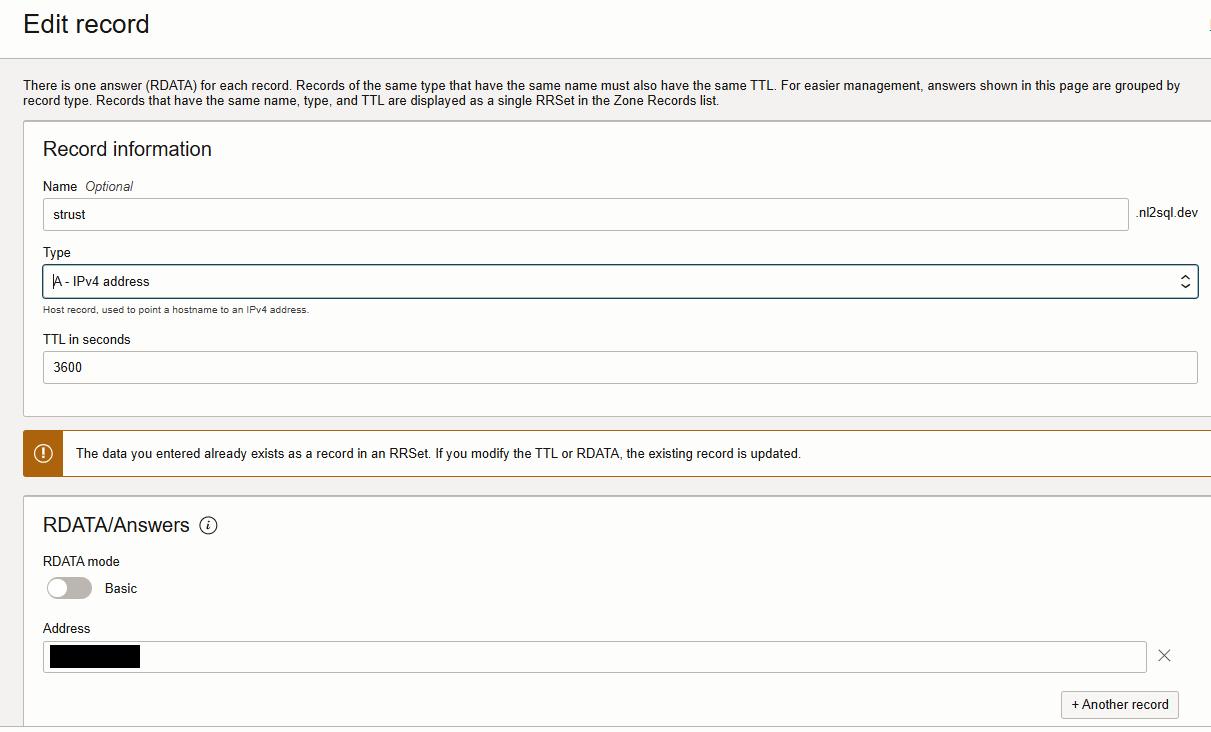 Edit record
There is one answer (RDATA) for each record. Records of the same type that have the same name must also have the same TTL. For easier management, answers shown in this page are grouped by
record type. Records that have the same name, type, and TTL are displayed as a single RRSet in the Zone Records list.
Record information
Name Optional
strust .nl2sql.dev
Type
A - IPv4 address
Host record, used to point a hostname to an IPv4 address.
TTL in seconds
3600
The data you entered already exists as a record in an RRSet. If you modify the TTL or RDATA, the existing record is updated.
RDATA/Answers
RDATA mode
Basic
Address
+ Another record